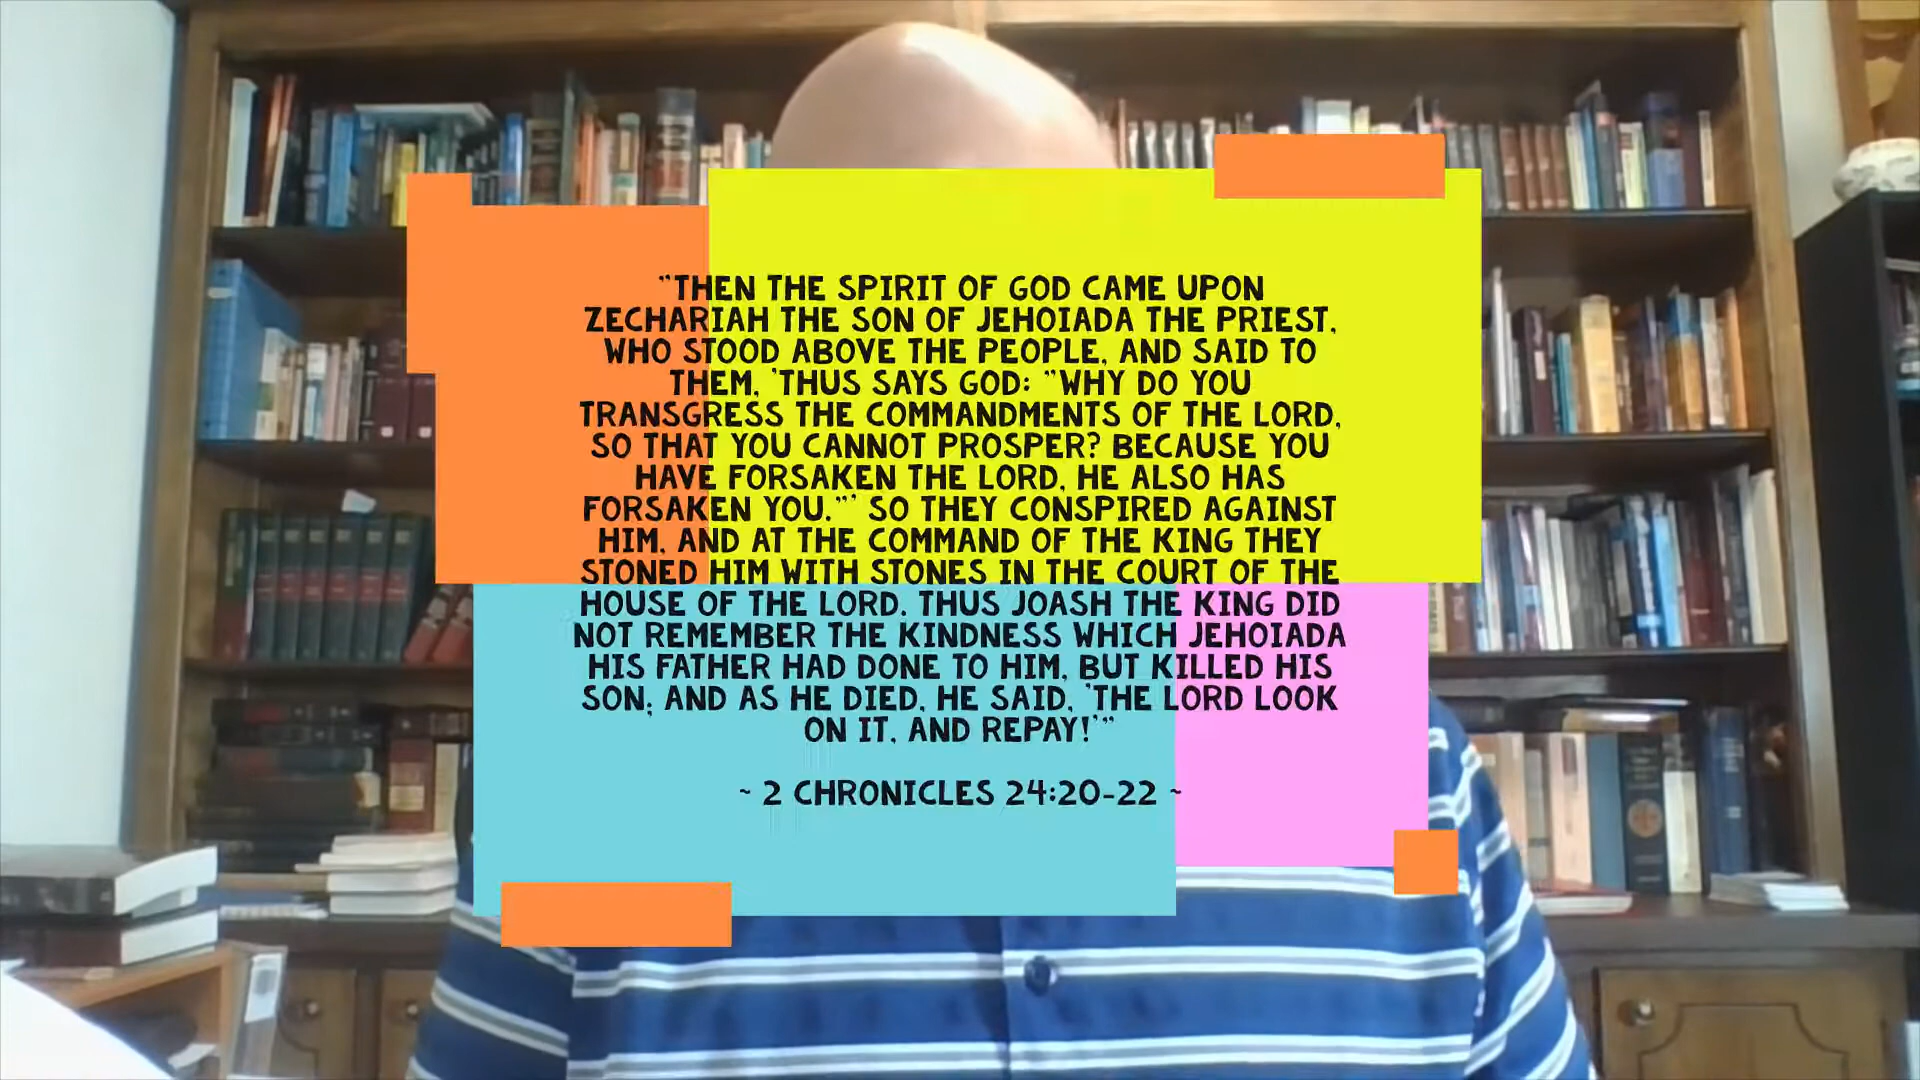 "THEN THE SPIRIT OF GOD CAME UPON
ZECHARIAH THE SON OF JEHOIADA THE PRIEST,
WHO STOOD ABOVE THE PEOPLE, AND SAID TO
THEM, 'THUS SAYS GOD: "WHY DO YOU
TRANSGRESS THE COMMANDMENTS OF THE LORD,
SO THAT YOU CANNOT PROSPER? BECAUSE YOU
HAVE FORSAKEN THE LORD, HE ALSO HAS
FORSAKEN YOU."' SO THEY CONSPIRED AGAINST
HIM, AND AT THE COMMAND OF THE KING THEY
STONED HIM WITH STONES IN THE COURT OF THE
HOUSE OF THE LORD. THUS JOASH THE KING DID
NOT REMEMBER THE KINDNESS WHICH JEHOIADA
HIS FATHER HAD DONE TO HIM, BUT KILLED HIS
SON; AND AS HE DIED, HE SAID, 'THE LORD LOOK
ON IT, AND REPAY!'"
~ 2 CHRONICLES 24:20-22 ~